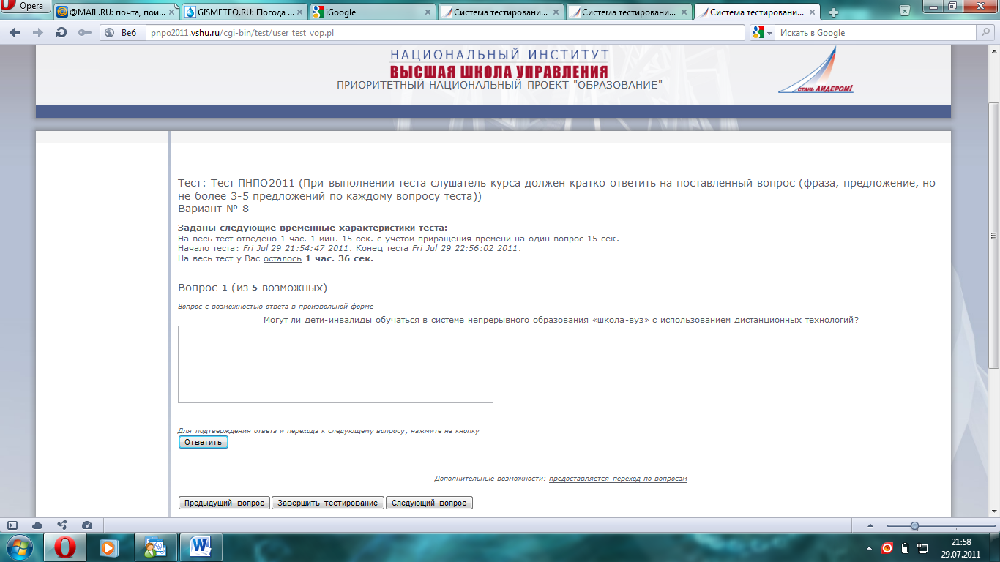 Opera
@MAIL.RU: почта, пои...
GISMETEO.RU: Погода ...
iGoogle
Система тестировани...
Система тестировани...
Система тестировани...
Веб
pnpo2011.vshu.ru/cgi-bin/test/user_test_vop.pl
Искать в Google
НАЦИОНАЛЬНЫЙ ИНСТИТУТ
ВЫСШАЯ ШКОЛА УПРАВЛЕНИЯ
ПРИОРИТЕТНЫЙ НАЦИОНАЛЬНЫЙ ПРОЕКТ "ОБРАЗОВАНИЕ"
СТАНЬ ЛИДЕРОМ!
Тест: Тест ПНПО2011 (При выполнении теста слушатель курса должен кратко ответить на поставленный вопрос (фраза, предложение, но
не более 3-5 предложений по каждому вопросу теста))
Вариант № 8
Заданы следующие временные характеристики теста:
На весь тест отведено 1 час. 1 мин. 15 сек. с учётом приращения времени на один вопрос 15 сек.
Начало теста: Fri Jul 29 21:54:47 2011. Конец теста Fri Jul 29 22:56:02 2011.
На весь тест у Вас осталось 1 час. 36 сек.
Вопрос 1 (из 5 возможных)
Вопрос с возможностью ответа в произвольной форме
Могут ли дети-инвалиды обучаться в системе непрерывного образования «школа-вуз» с использованием дистанционных технологий?
Для подтверждения ответа и перехода к следующему вопросу, нажмите на кнопку
Ответить
Дополнительные возможности: предоставляется переход по вопросам
Предыдущий вопрос
Завершить тестирование
Следующий вопрос
21:58
29.07.2011